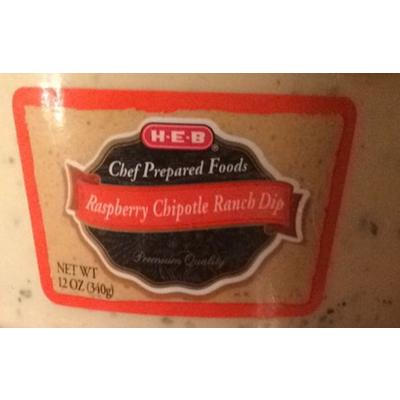 H-E-B
®
Chef Prepared Foods
Raspberry Chipotle Ranch Dip
Premium Quality
NET WT
12 OZ (340g)